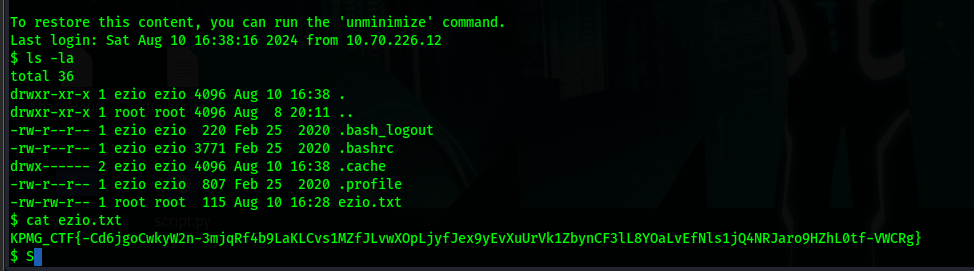 To restore this content, you can run the 'unminimize' command.
Last login: Sat Aug 10 16:38:16 2024 from 10.70.226.12
$ ls -la
total 36
drwxr-xr-x 1 ezio ezio 4096 Aug 10 16:38 .
drwxr-xr-x 1 root root 4096 Aug  8 20:11 ..
-rw-r--r-- 1 ezio ezio  220 Feb 25  2020 .bash_logout
-rw-r--r-- 1 ezio ezio 3771 Feb 25  2020 .bashrc
drwx------ 2 ezio ezio 4096 Aug 10 16:38 .cache
-rw-r--r-- 1 ezio ezio  807 Feb 25  2020 .profile
-rw-rw-r-- 1 root root  115 Aug 10 16:28 ezio.txt
$ cat ezio.txt
KPMG_CTF{-Cd6jgoCwkyW2n-3mjqRf4b9LaKLCvs1MZfJLvwXOpLjyfJex9yEvXuUrVk1ZbynCF3lL8YOaLvEfNls1jQ4NRJaro9HZhL0tf-VWCRg}
$ S